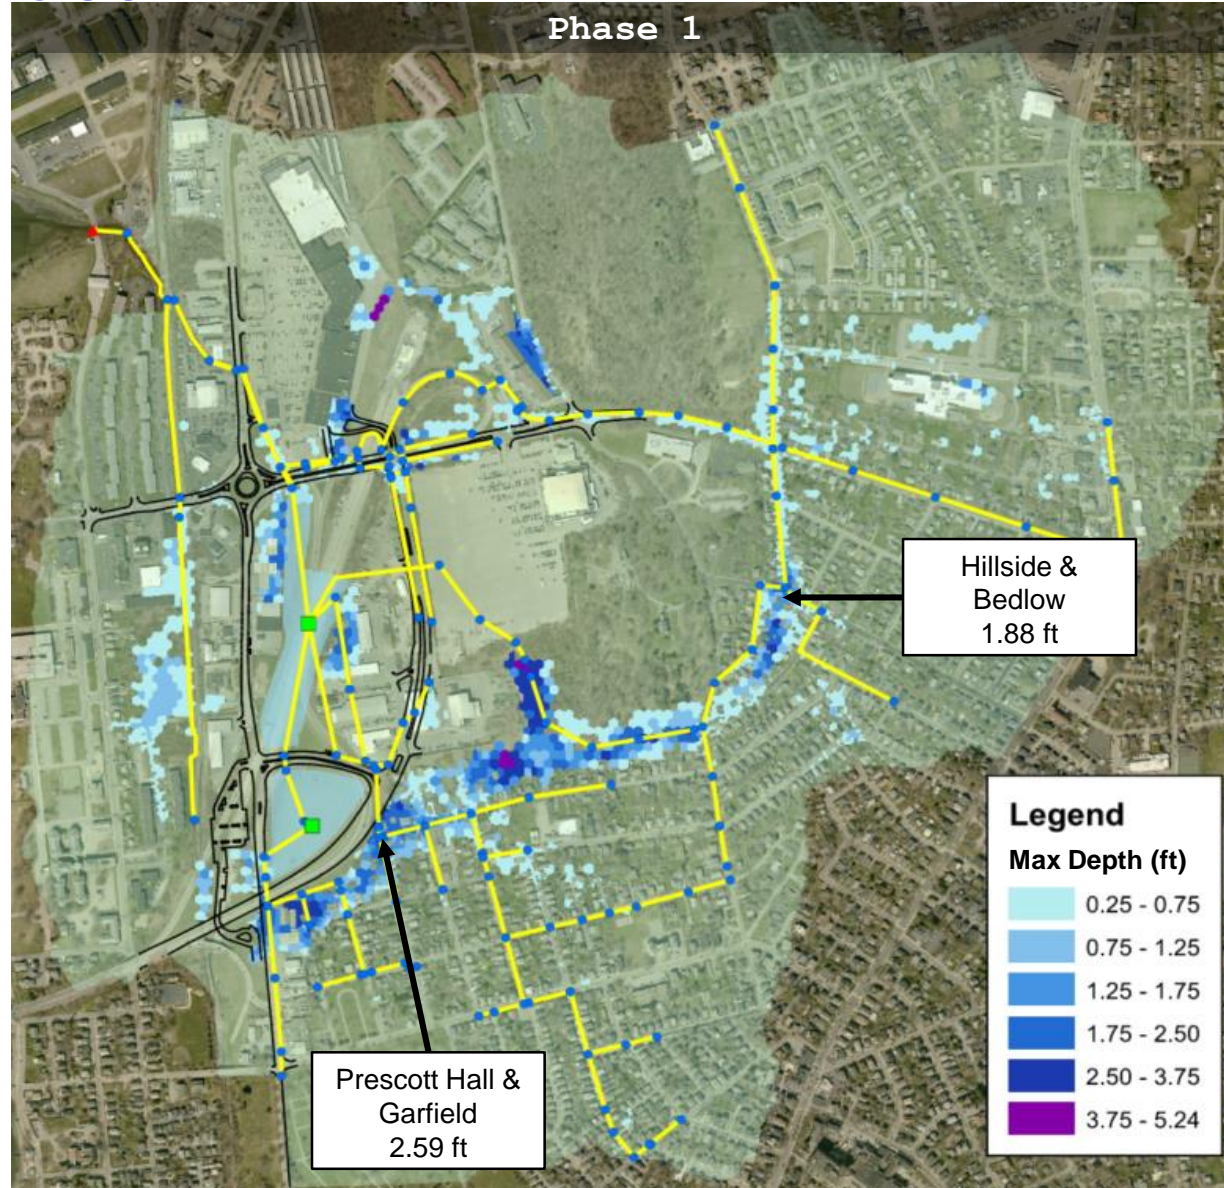 Phase 1
Hillside &
Bedlow
1.88 ft
Prescott Hall &
Garfield
2.59 ft
Legend
Max Depth (ft)
0.25 - 0.75
0.75 - 1.25
1.25 - 1.75
1.75 - 2.50
2.50 - 3.75
3.75 - 5.24